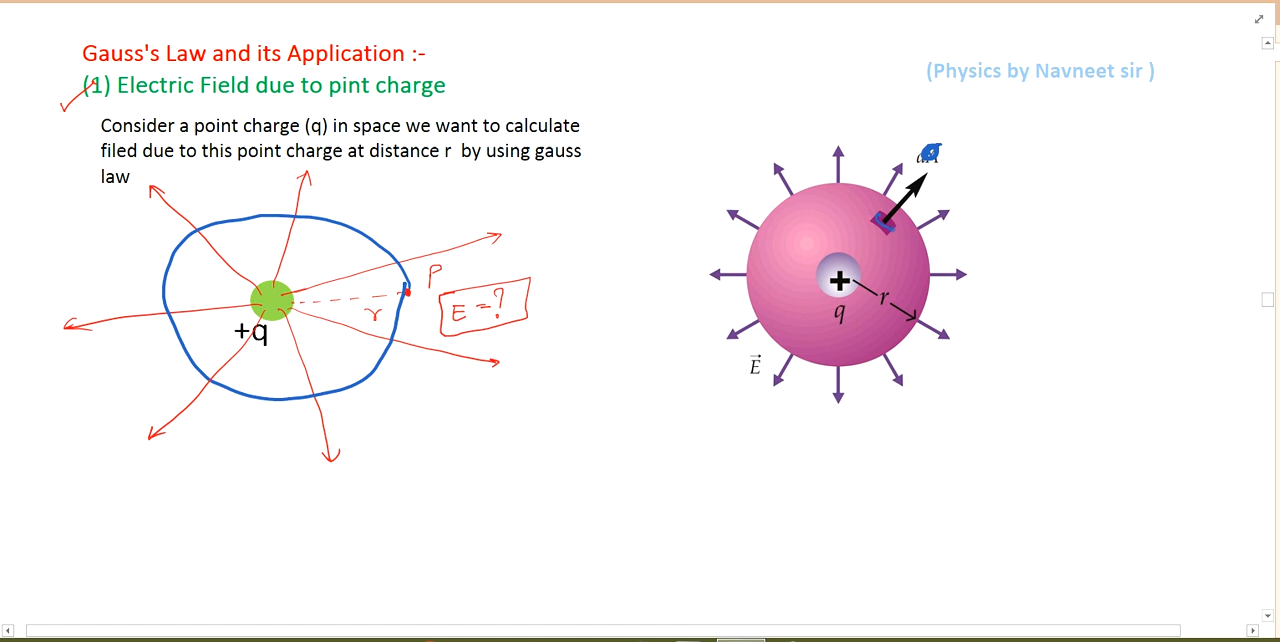 Gauss's Law and its Application :-
(1) Electric Field due to pint charge
(Physics by Navneet sir )
Consider a point charge (q) in space we want to calculate
filed due to this point charge at distance r  by using gauss
law
P
r
E = ?
+q
+
q
r
E